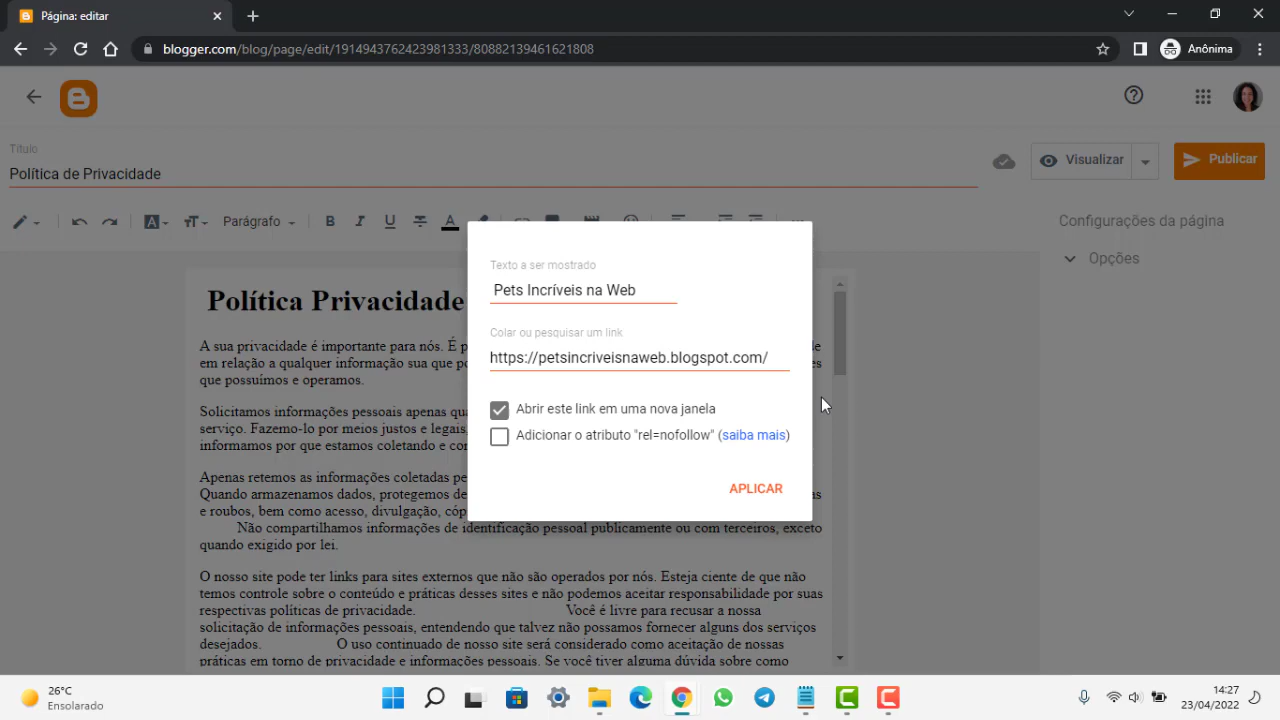 Página: editar
blogger.com/blog/page/edit/1914943762423981333/80882139461621808
Anônima
Título
Política de Privacidade
Visualizar
Publicar
Parágrafo
Configurações da página
Opções
Texto a ser mostrado
Pets Incríveis na Web
Colar ou pesquisar um link
https://petsincriveisnaweb.blogspot.com/
Abrir este link em uma nova janela
Adicionar o atributo "rel=nofollow" (saiba mais)
APLICAR
Política Privacidade
A sua privacidade é importante para nós. É p
de
em relação a qualquer informação sua que po
que possuímos e operamos.
Solicitamos informações pessoais apenas qua
serviço. Fazemo-lo por meios justos e legais,
informamos por que estamos coletando e con
Apenas retemos as informações coletadas pe
Quando armazenamos dados, protegemos de
as
e roubos, bem como acesso, divulgação, cóp
Não compartilhamos informações de identificação pessoal publicamente ou com terceiros, exceto
quando exigido por lei.
O nosso site pode ter links para sites externos que não são operados por nós. Esteja ciente de que não
temos controle sobre o conteúdo e práticas desses sites e não podemos aceitar responsabilidade por suas
respectivas políticas de privacidade. Você é livre para recusar a nossa
solicitação de informações pessoais, entendendo que talvez não possamos fornecer alguns dos serviços
desejados. O uso continuado de nosso site será considerado como aceitação de nossas
práticas em torno de privacidade e informações pessoais. Se você tiver alguma dúvida sobre como
26°C
Ensolarado
14:27
23/04/2022